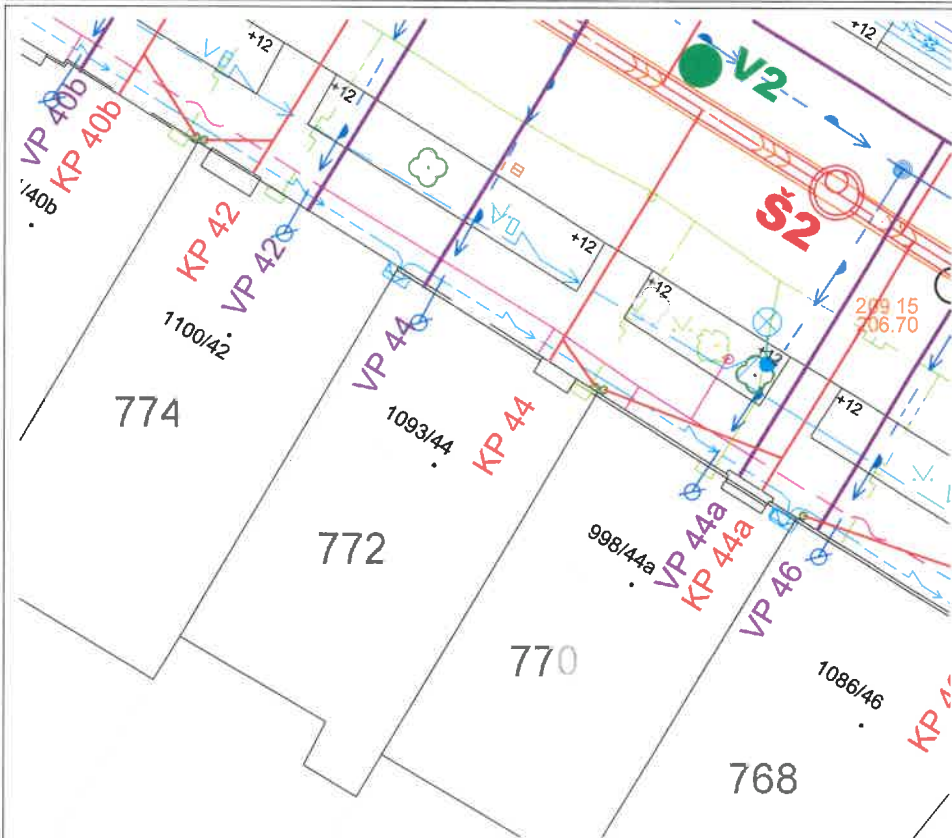 +12
+12
V2
+12
VP 40b
KP 40b
/40b
+12
Š2
KP 42
VP 42
+12
209.15
206.70
1100/42
+12
+12
VP 44
774
1093/44
KP 44
772
998/44a
VP 44a
KP 44a
VP 46
770
1086/46
768